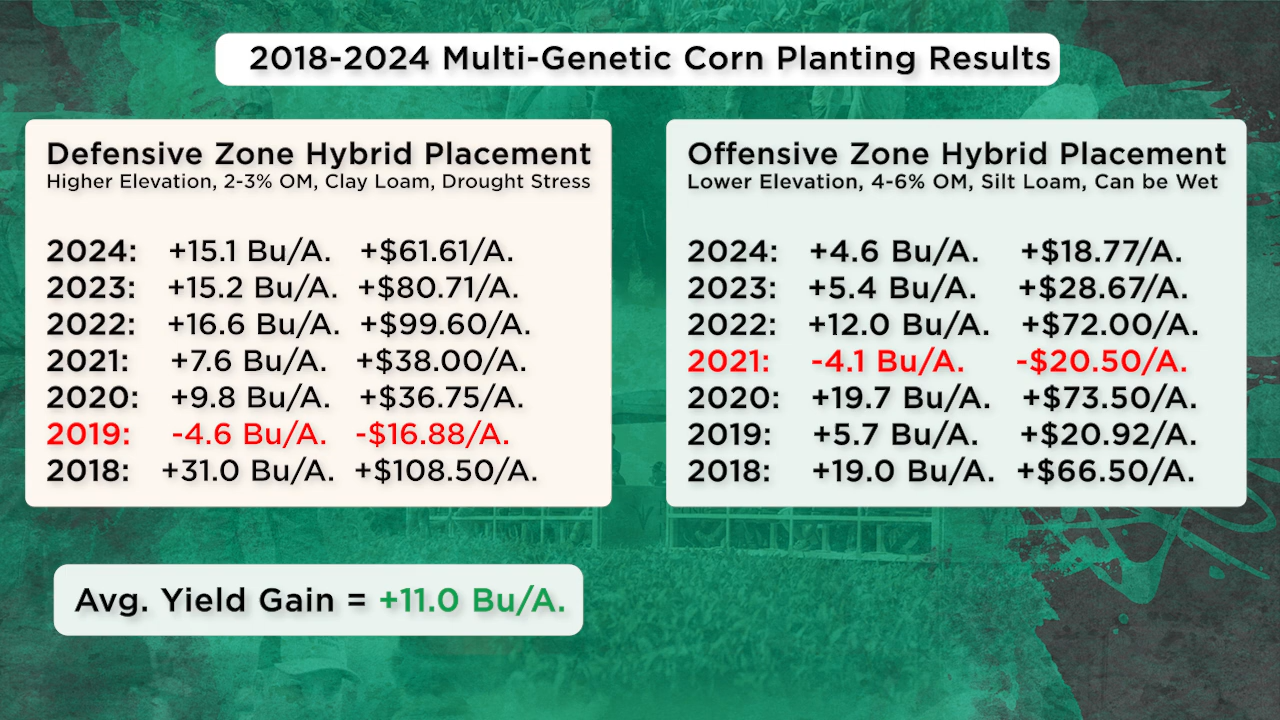 2018-2024 Multi-Genetic Corn Planting Results
Defensive Zone Hybrid Placement
Higher Elevation, 2-3% OM, Clay Loam, Drought Stress
2024: +15.1 Bu/A. +$61.61/A.
2023: +15.2 Bu/A. +$80.71/A.
2022: +16.6 Bu/A. +$99.60/A.
2021: +7.6 Bu/A. +$38.00/A.
2020: +9.8 Bu/A. +$36.75/A.
2019: -4.6 Bu/A. -$16.88/A.
2018: +31.0 Bu/A. +$108.50/A.
Offensive Zone Hybrid Placement
Lower Elevation, 4-6% OM, Silt Loam, Can be Wet
2024: +4.6 Bu/A. +$18.77/A.
2023: +5.4 Bu/A. +$28.67/A.
2022: +12.0 Bu/A. +$72.00/A.
2021: -4.1 Bu/A. -$20.50/A.
2020: +19.7 Bu/A. +$73.50/A.
2019: +5.7 Bu/A. +$20.92/A.
2018: +19.0 Bu/A. +$66.50/A.
Avg. Yield Gain = +11.0 Bu/A.